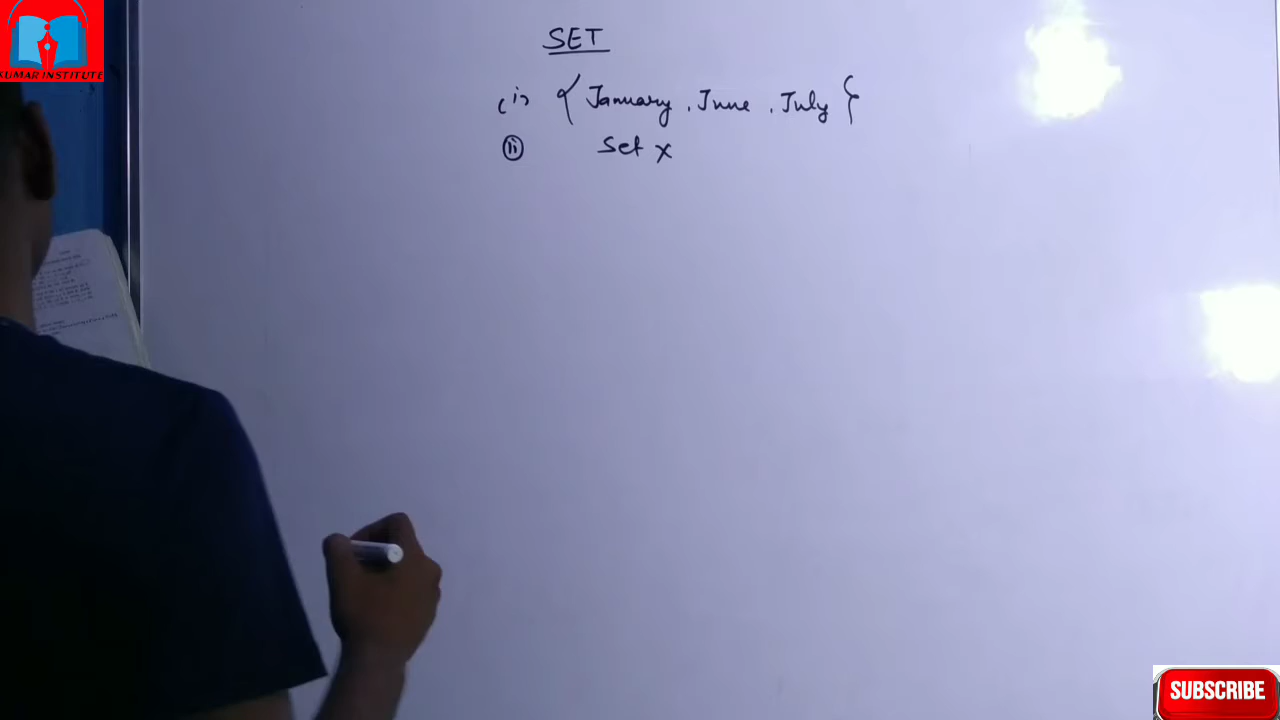 KUMAR INSTITUTE
SET
(i) { January, June, July }
(ii) Set X
SUBSCRIBE